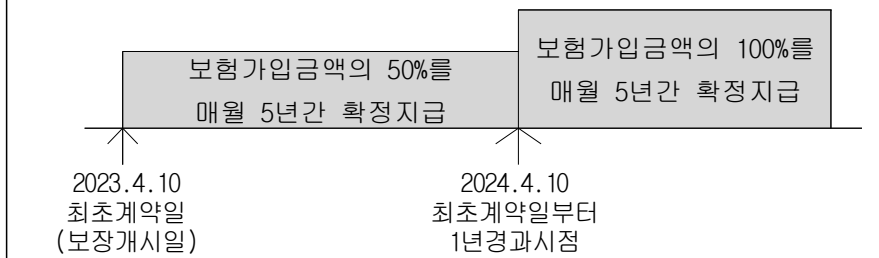 보험가입금액의 50%를
매월 5년간 확정지급
보험가입금액의 100%를
매월 5년간 확정지급
2023.4.10
최초계약일
(보장개시일)
2024.4.10
최초계약일부터
1년경과시점